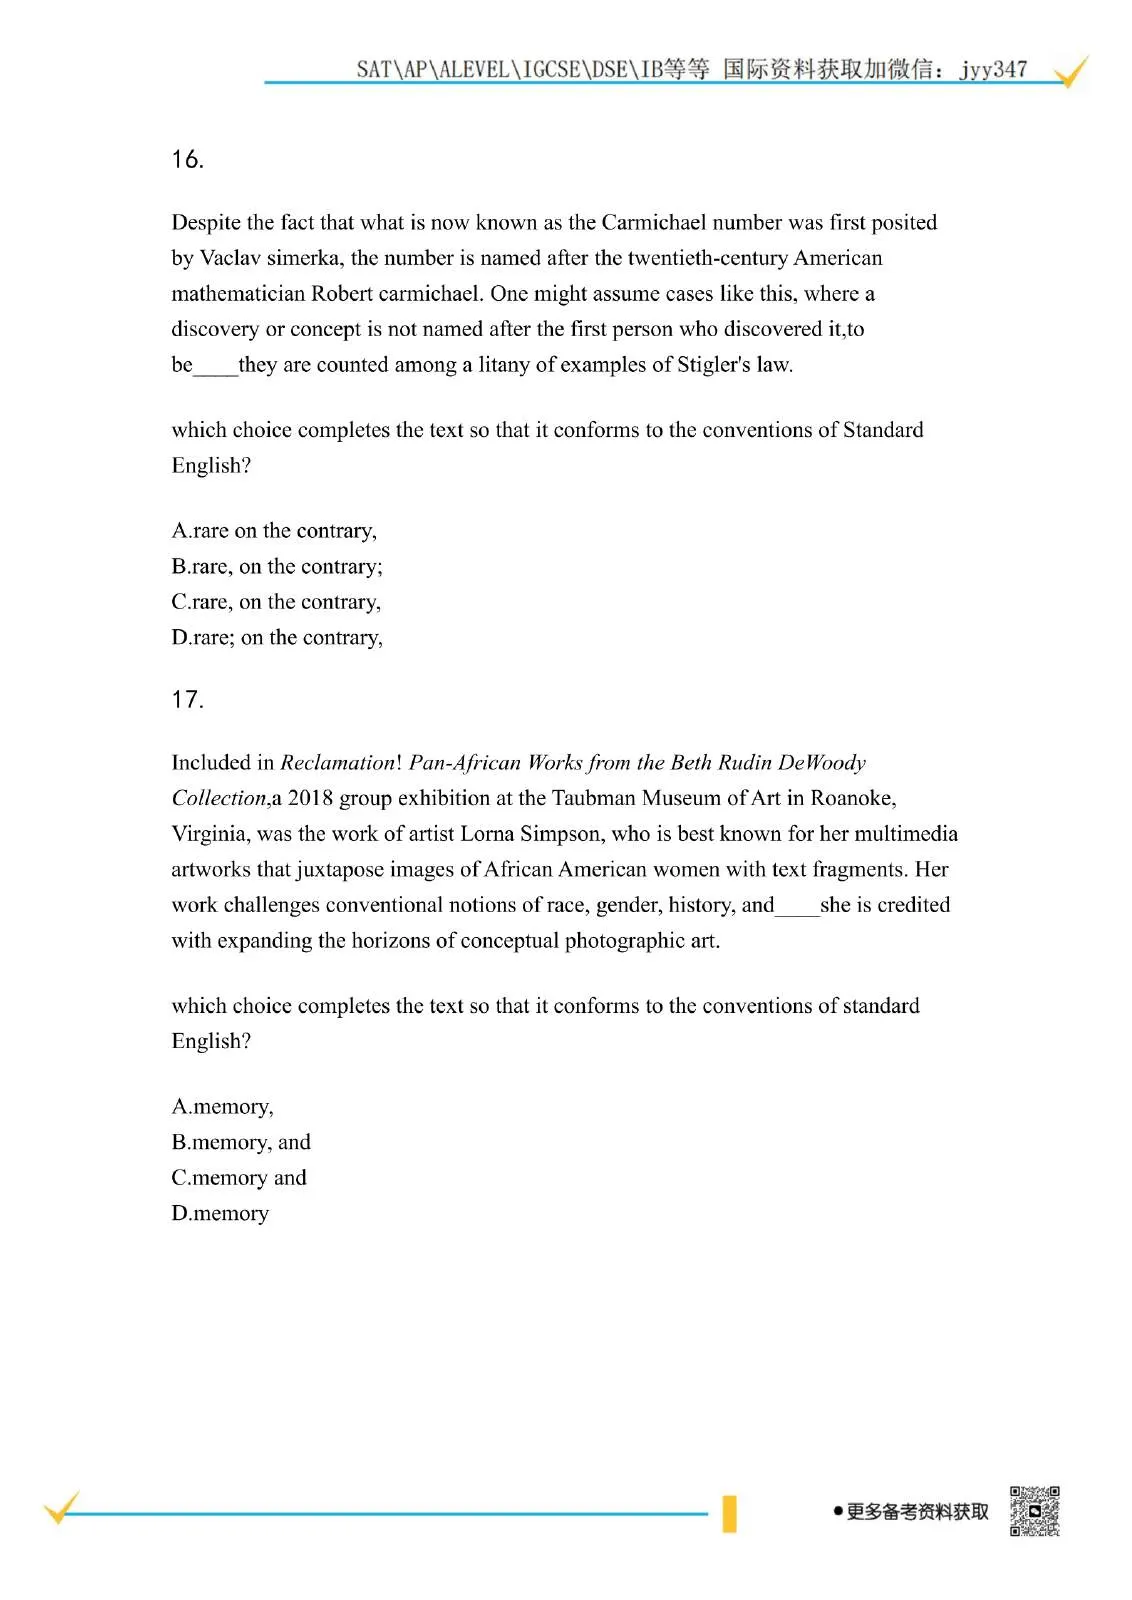 SAT\AP\ALEVEL\IGCSE\DSE\IB等等 国际资料获取加微信：jyy347
16.
Despite the fact that what is now known as the Carmichael number was first posited
by Vaclav simerka, the number is named after the twentieth-century American
mathematician Robert carmichael. One might assume cases like this, where a
discovery or concept is not named after the first person who discovered it,to
be____they are counted among a litany of examples of Stigler's law.
which choice completes the text so that it conforms to the conventions of Standard
English?
A.rare on the contrary,
B.rare, on the contrary;
C.rare, on the contrary,
D.rare; on the contrary,
17.
Included in Reclamation! Pan-African Works from the Beth Rudin DeWoody
Collection,a 2018 group exhibition at the Taubman Museum of Art in Roanoke,
Virginia, was the work of artist Lorna Simpson, who is best known for her multimedia
artworks that juxtapose images of African American women with text fragments. Her
work challenges conventional notions of race, gender, history, and____she is credited
with expanding the horizons of conceptual photographic art.
which choice completes the text so that it conforms to the conventions of standard
English?
A.memory,
B.memory, and
C.memory and
D.memory
●更多备考资料获取